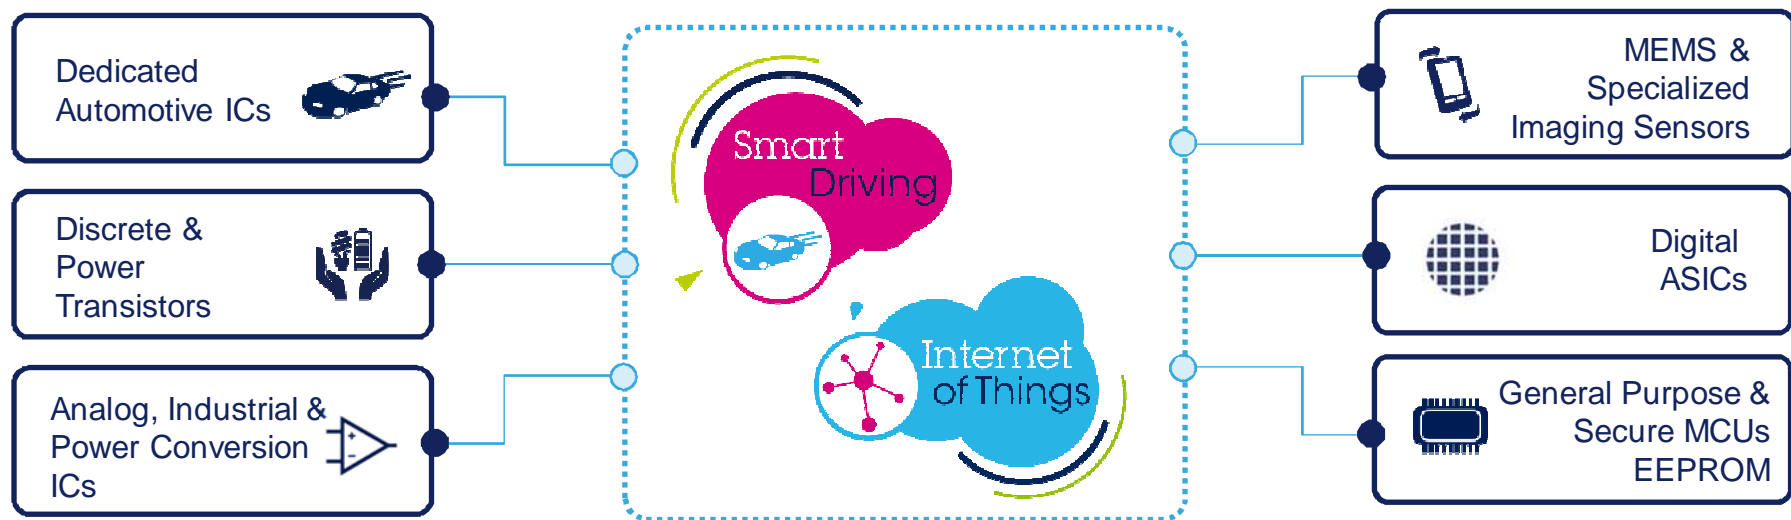 Dedicated
Automotive ICs
Discrete &
Power
Transistors
Analog, Industrial &
Power Conversion
ICs
Smart
Driving
Internet
of Things
MEMS &
Specialized
Imaging Sensors
Digital
ASICs
General Purpose &
Secure MCUs
EEPROM